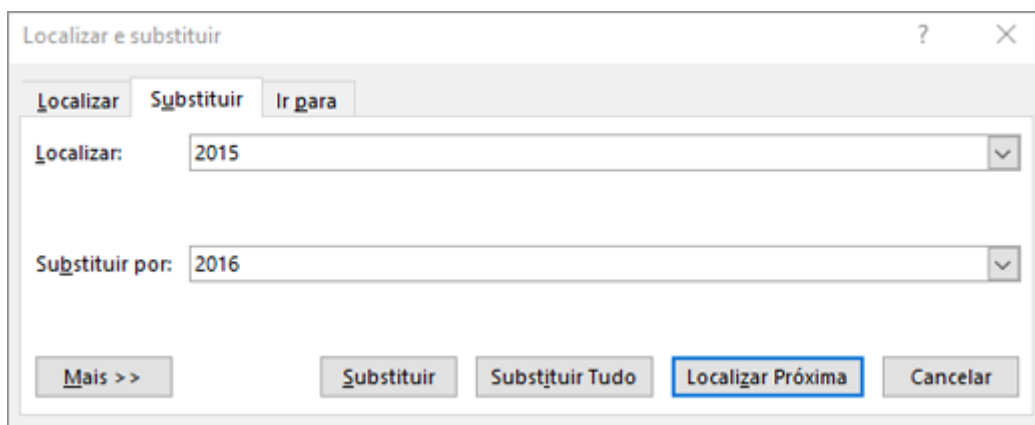 Localizar e substituir ?
Localizar Substituir Ir para
Localizar: 2015
Substituir por: 2016
Mais >> Substituir Substituir Tudo Localizar Próxima Cancelar